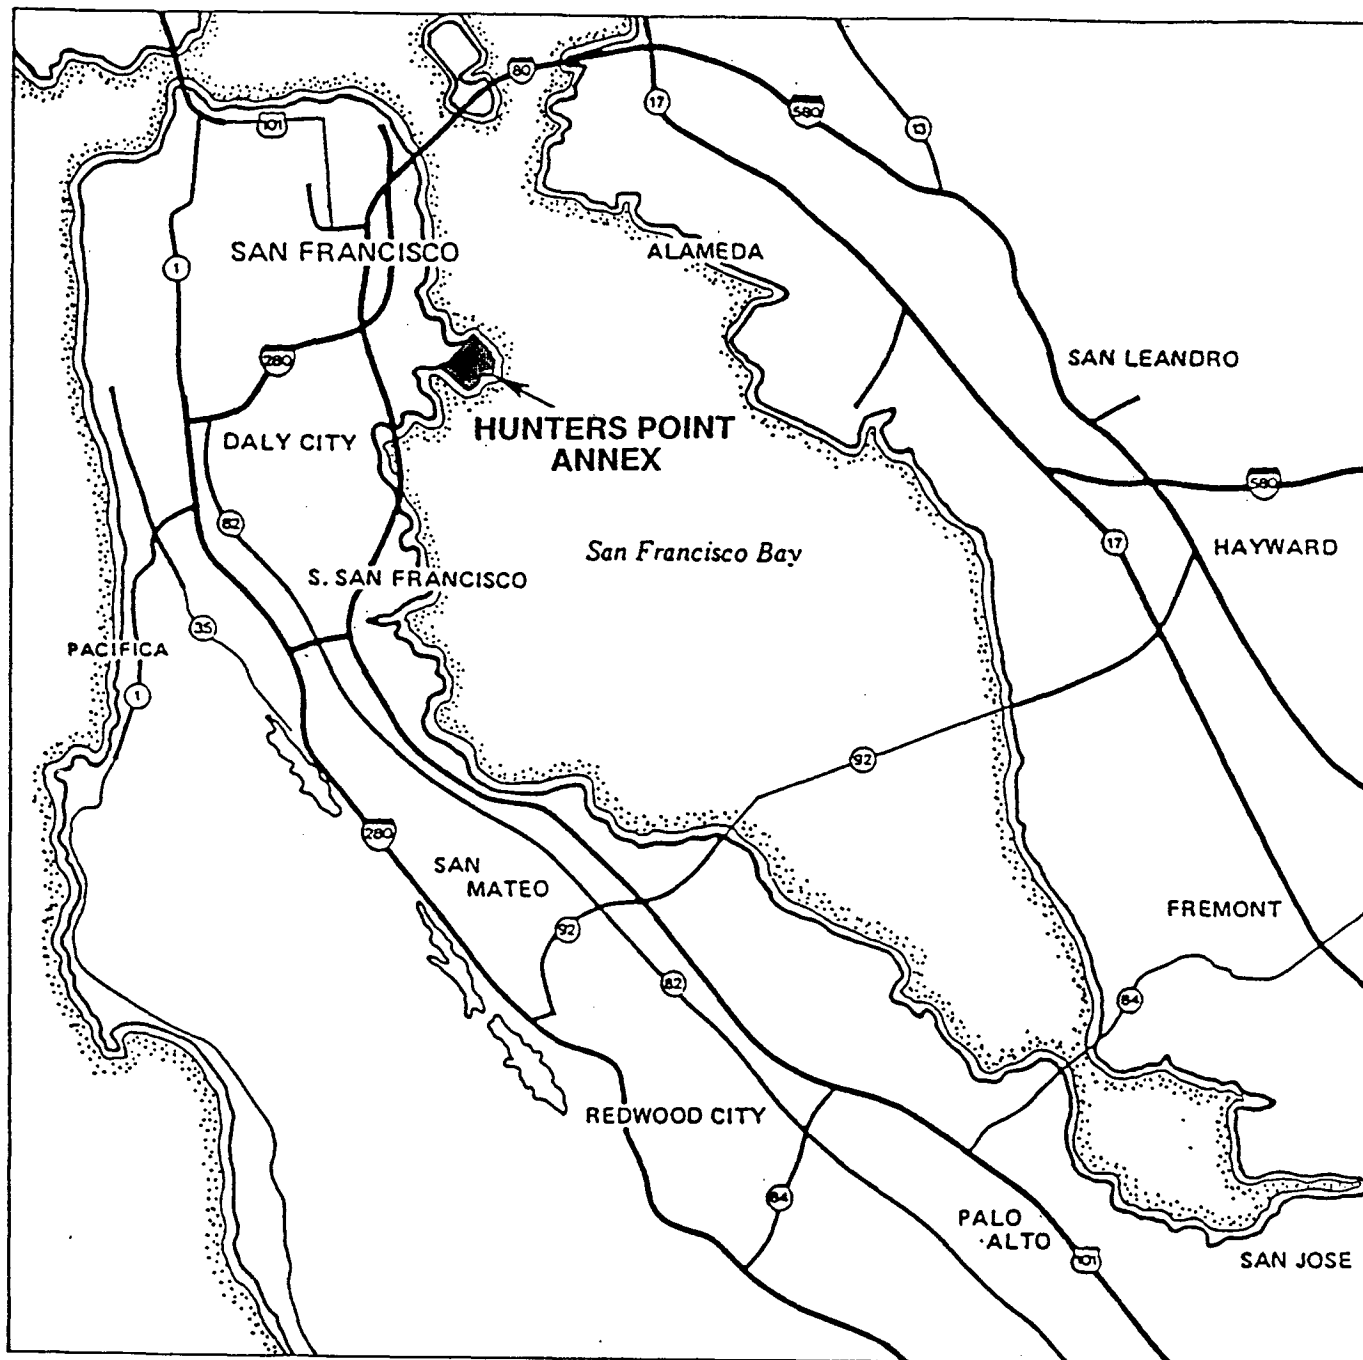 80
17
580
101
13
SAN FRANCISCO
ALAMEDA
1
280
SAN LEANDRO
HUNTERS POINT
ANNEX
DALY CITY
580
82
17
HAYWARD
San Francisco Bay
S. SAN FRANCISCO
35
PACIFICA
1
92
280
SAN
MATEO
FREMONT
92
82
84
REDWOOD CITY
84
PALO
ALTO
101
SAN JOSE